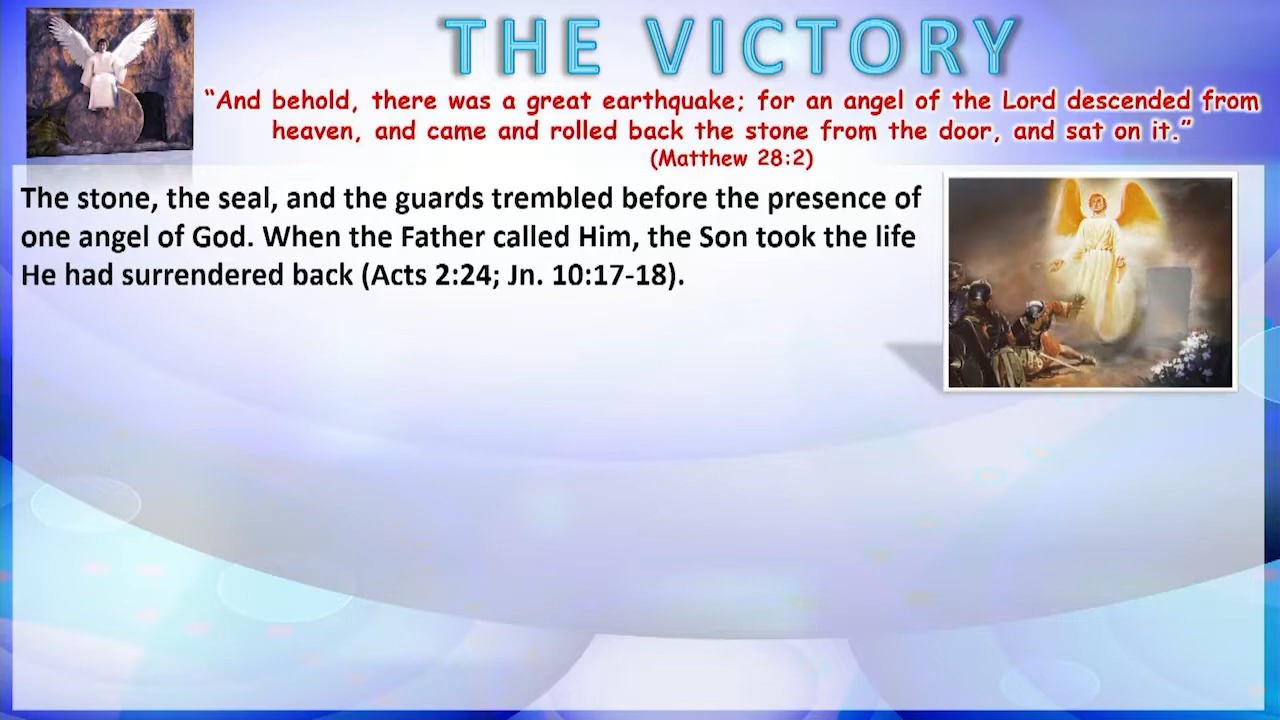 THE VICTORY
“And behold, there was a great earthquake; for an angel of the Lord descended from
heaven, and came and rolled back the stone from the door, and sat on it.”
(Matthew 28:2)
The stone, the seal, and the guards trembled before the presence of
one angel of God. When the Father called Him, the Son took the life
He had surrendered back (Acts 2:24; Jn. 10:17-18).